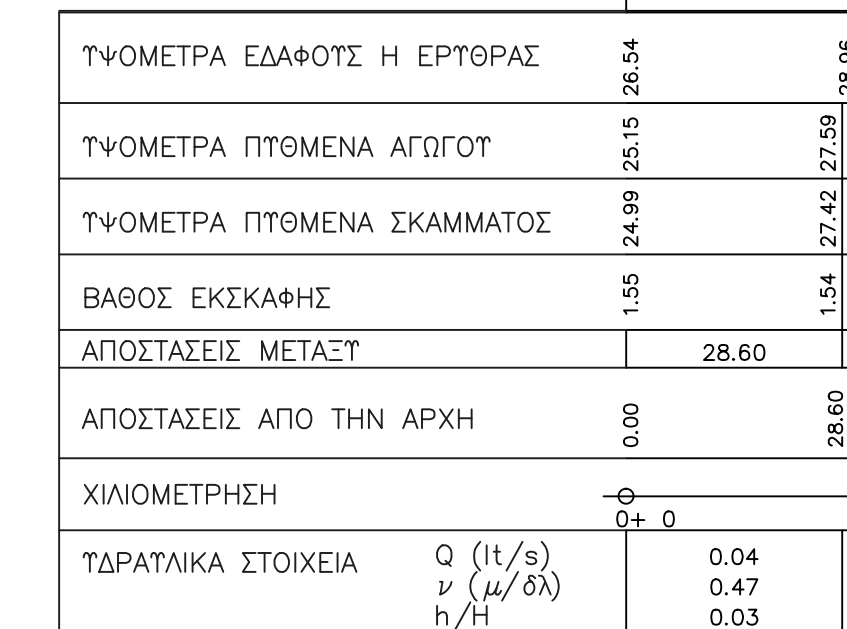 ΥΨΟΜΕΤΡΑ ΕΔΑΦΟΥΣ Η ΕΡΥΘΡΑΣ 26.54
ΥΨΟΜΕΤΡΑ ΠΥΘΜΕΝΑ ΑΓΩΓΟΥ 25.15 27.59
ΥΨΟΜΕΤΡΑ ΠΥΘΜΕΝΑ ΣΚΑΜΜΑΤΟΣ 24.99 27.42
ΒΑΘΟΣ ΕΚΣΚΑΦΗΣ 1.55 1.54
ΑΠΟΣΤΑΣΕΙΣ ΜΕΤΑΞΥ 28.60
ΑΠΟΣΤΑΣΕΙΣ ΑΠΟ ΤΗΝ ΑΡΧΗ 0.00 28.60
ΧΙΛΙΟΜΕΤΡΗΣΗ
0+ 0
ΥΔΡΑΥΛΙΚΑ ΣΤΟΙΧΕΙΑ Q (lt/s) 0.04
ν (μ/δλ) 0.47
h/H 0.03